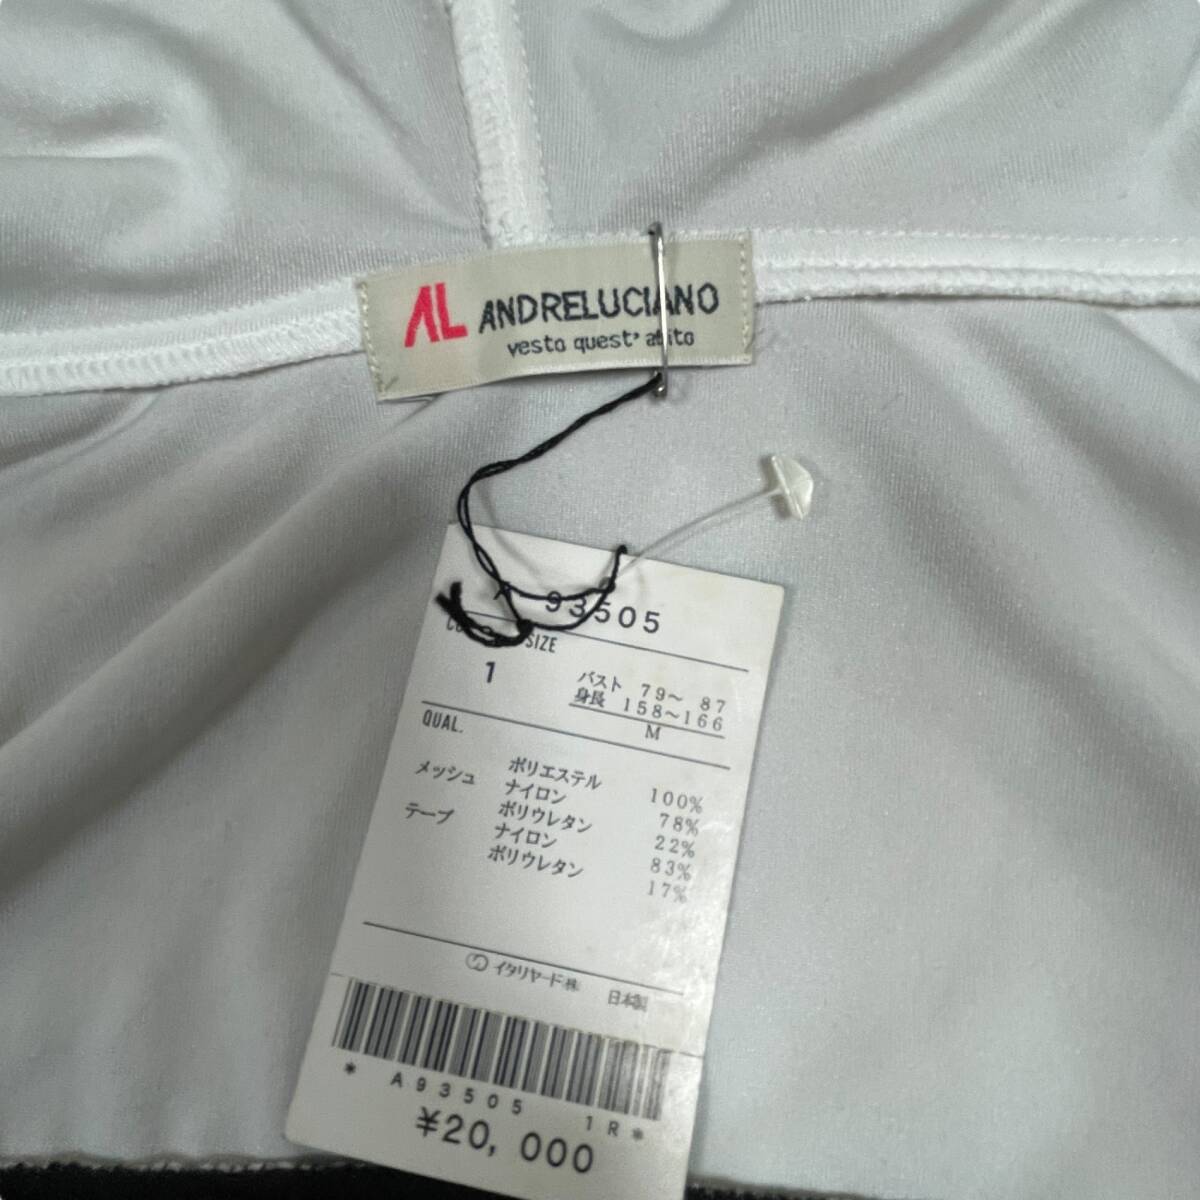 AL ANDRELUCIANO
vesto quest' abito
A 93505
SIZE
1
バスト 79～ 87
身長 158～166
M
QUAL.
ポリエステル 100%
メッシュ ナイロン 78%
ポリウレタン 22%
テープ ナイロン 83%
ポリウレタン 17%
イタリヤード㈱ 日本製
* A93505 1R*
¥20,000